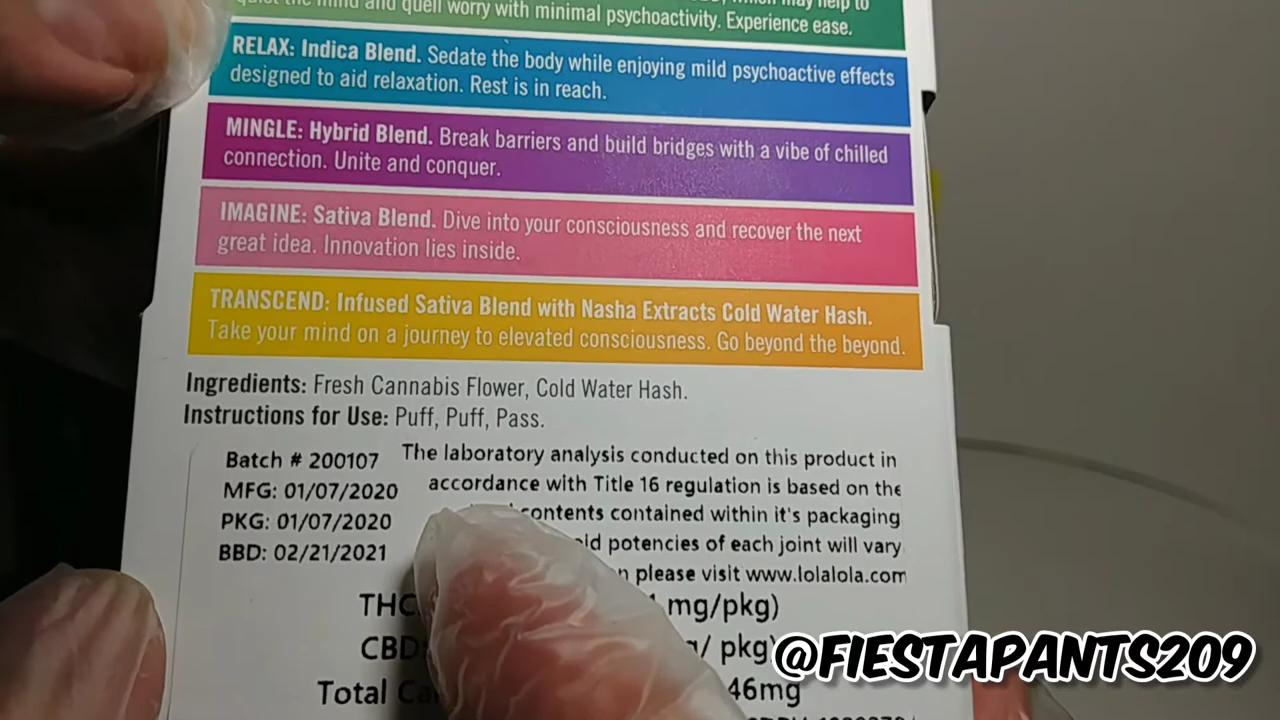 quiet the mind and quell worry with minimal psychoactivity. Experience ease.
RELAX: Indica Blend. Sedate the body while enjoying mild psychoactive effects
designed to aid relaxation. Rest is in reach.
MINGLE: Hybrid Blend. Break barriers and build bridges with a vibe of chilled
connection. Unite and conquer.
IMAGINE: Sativa Blend. Dive into your consciousness and recover the next
great idea. Innovation lies inside.
TRANSCEND: Infused Sativa Blend with Nasha Extracts Cold Water Hash.
Take your mind on a journey to elevated consciousness. Go beyond the beyond.
Ingredients: Fresh Cannabis Flower, Cold Water Hash.
Instructions for Use: Puff, Puff, Pass.
Batch # 200107
MFG: 01/07/2020
PKG: 01/07/2020
BBD: 02/21/2021
The laboratory analysis conducted on this product in
accordance with Title 16 regulation is based on the
contents contained within it's packaging
potencies of each joint will vary
please visit www.lolalola.com
THC mg/pkg)
CBD pkg)
Total 46mg
@FIESTAPANTS209